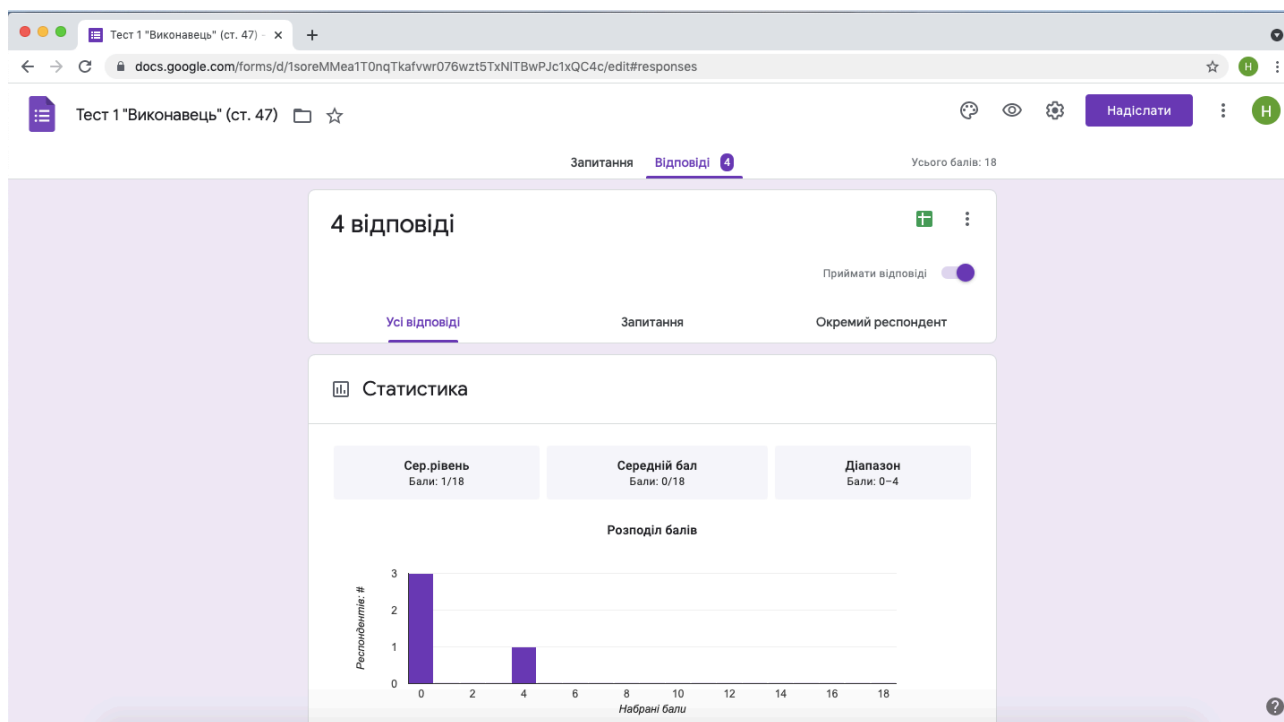 Тест 1 "Виконавець" (ст. 47) -
docs.google.com/forms/d/1soreMMea1T0nqTkafvwr076wzt5TxNlTBwPJc1xQC4c/edit#responses
Н
Тест 1 "Виконавець" (ст. 47)
Надіслати
Н
Запитання Відповіді 4
Усього балів: 18
4 відповіді
Приймати відповіді
Усі відповіді Запитання Окремий респондент
Статистика
Сер.рівень Середній бал Діапазон
Бали: 1/18 Бали: 0/18 Бали: 0–4
Розподіл балів
Респондентів: #
3
2
1
0
0 2 4 6 8 10 12 14 16 18
Набрані бали